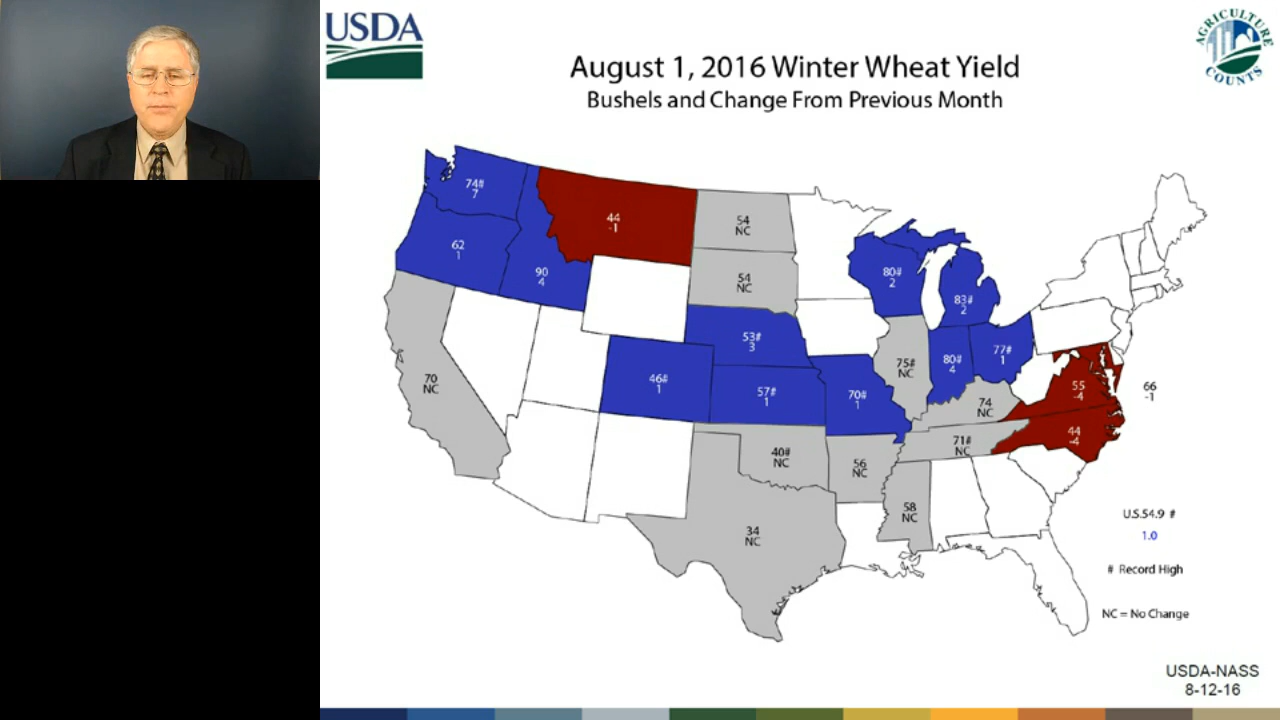 USDA
AGRICULTURE
COUNTS
August 1, 2016 Winter Wheat Yield
Bushels and Change From Previous Month
74#
7
44
-1
54
NC
62
1
90
4
54
NC
80#
2
83#
2
53#
3
75#
NC
80#
4
77#
1
70
NC
46#
1
57#
1
70#
1
74
NC
55
-4
66
-1
71#
NC
44
-4
40#
NC
56
NC
58
NC
34
NC
U.S.54.9 #
1.0
# Record High
NC = No Change
USDA-NASS
8-12-16